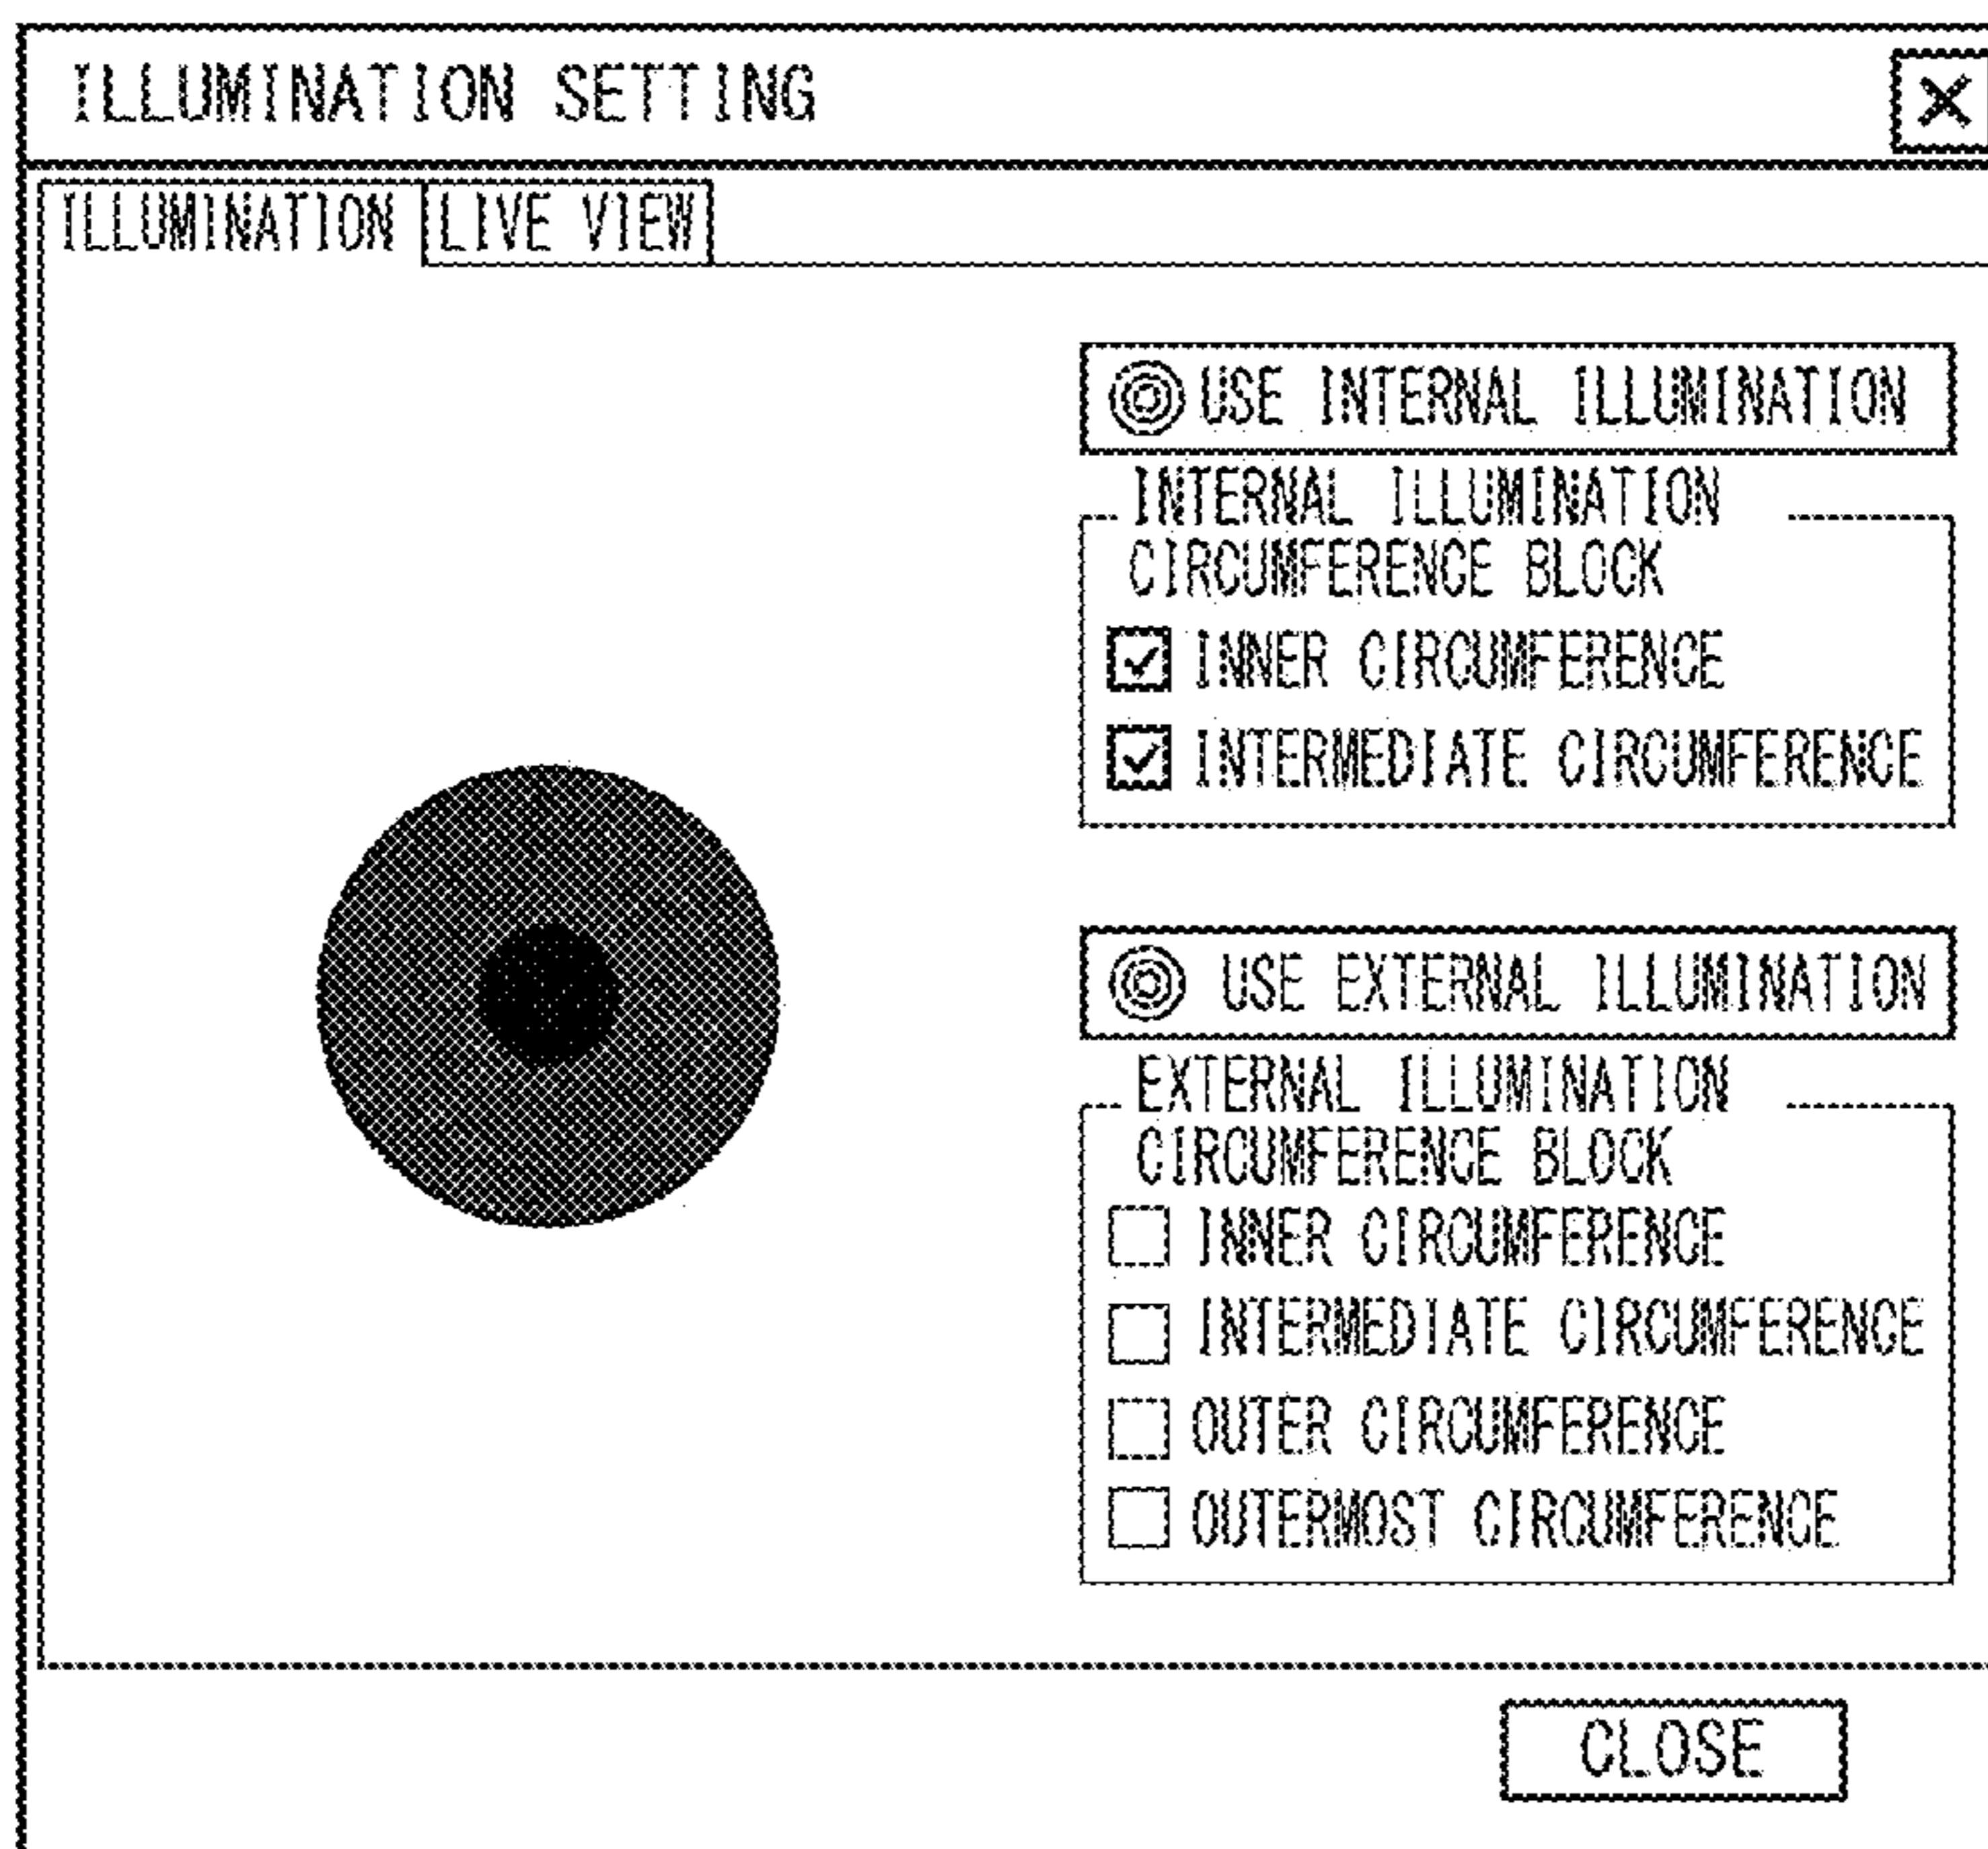 ILLUMINATION SETTING
ILLUMINATION
LIVE VIEW
USE INTERNAL ILLUMINATION
INTERNAL ILLUMINATION
CIRCUMFERENCE BLOCK
INNER CIRCUMFERENCE
INTERMEDIATE CIRCUMFERENCE
USE EXTERNAL ILLUMINATION
EXTERNAL ILLUMINATION
CIRCUMFERENCE BLOCK
INNER CIRCUMFERENCE
INTERMEDIATE CIRCUMFERENCE
OUTER CIRCUMFERENCE
OUTERMOST CIRCUMFERENCE
CLOSE